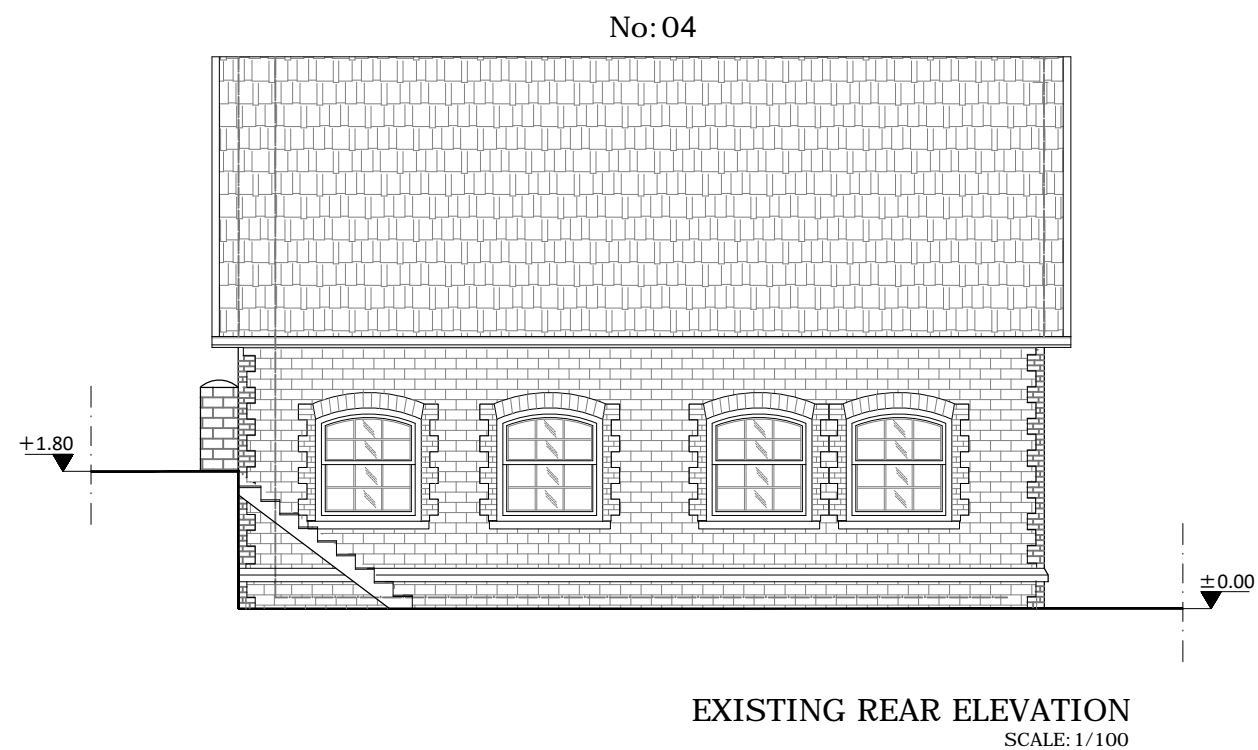 No:04
+1.80
±0.00
EXISTING REAR ELEVATION
SCALE:1/100